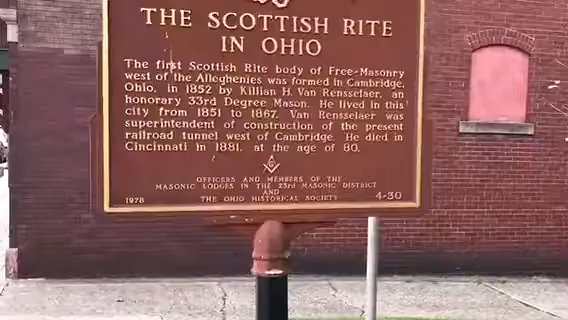 THE SCOTTISH RITE
IN OHIO
The first Scottish Rite body of Free-Masonry
west of the Alleghenies was formed in Cambridge,
Ohio, in 1852 by Killian H. Van Rensselaer, an
honorary 33rd Degree Mason. He lived in this
city from 1851 to 1867. Van Rensselaer was
superintendent of construction of the present
railroad tunnel west of Cambridge. He died in
Cincinnati in 1881, at the age of 80.
G
OFFICERS AND MEMBERS OF THE
MASONIC LODGES IN THE 23rd MASONIC DISTRICT
AND
THE OHIO HISTORICAL SOCIETY
1978
4-30